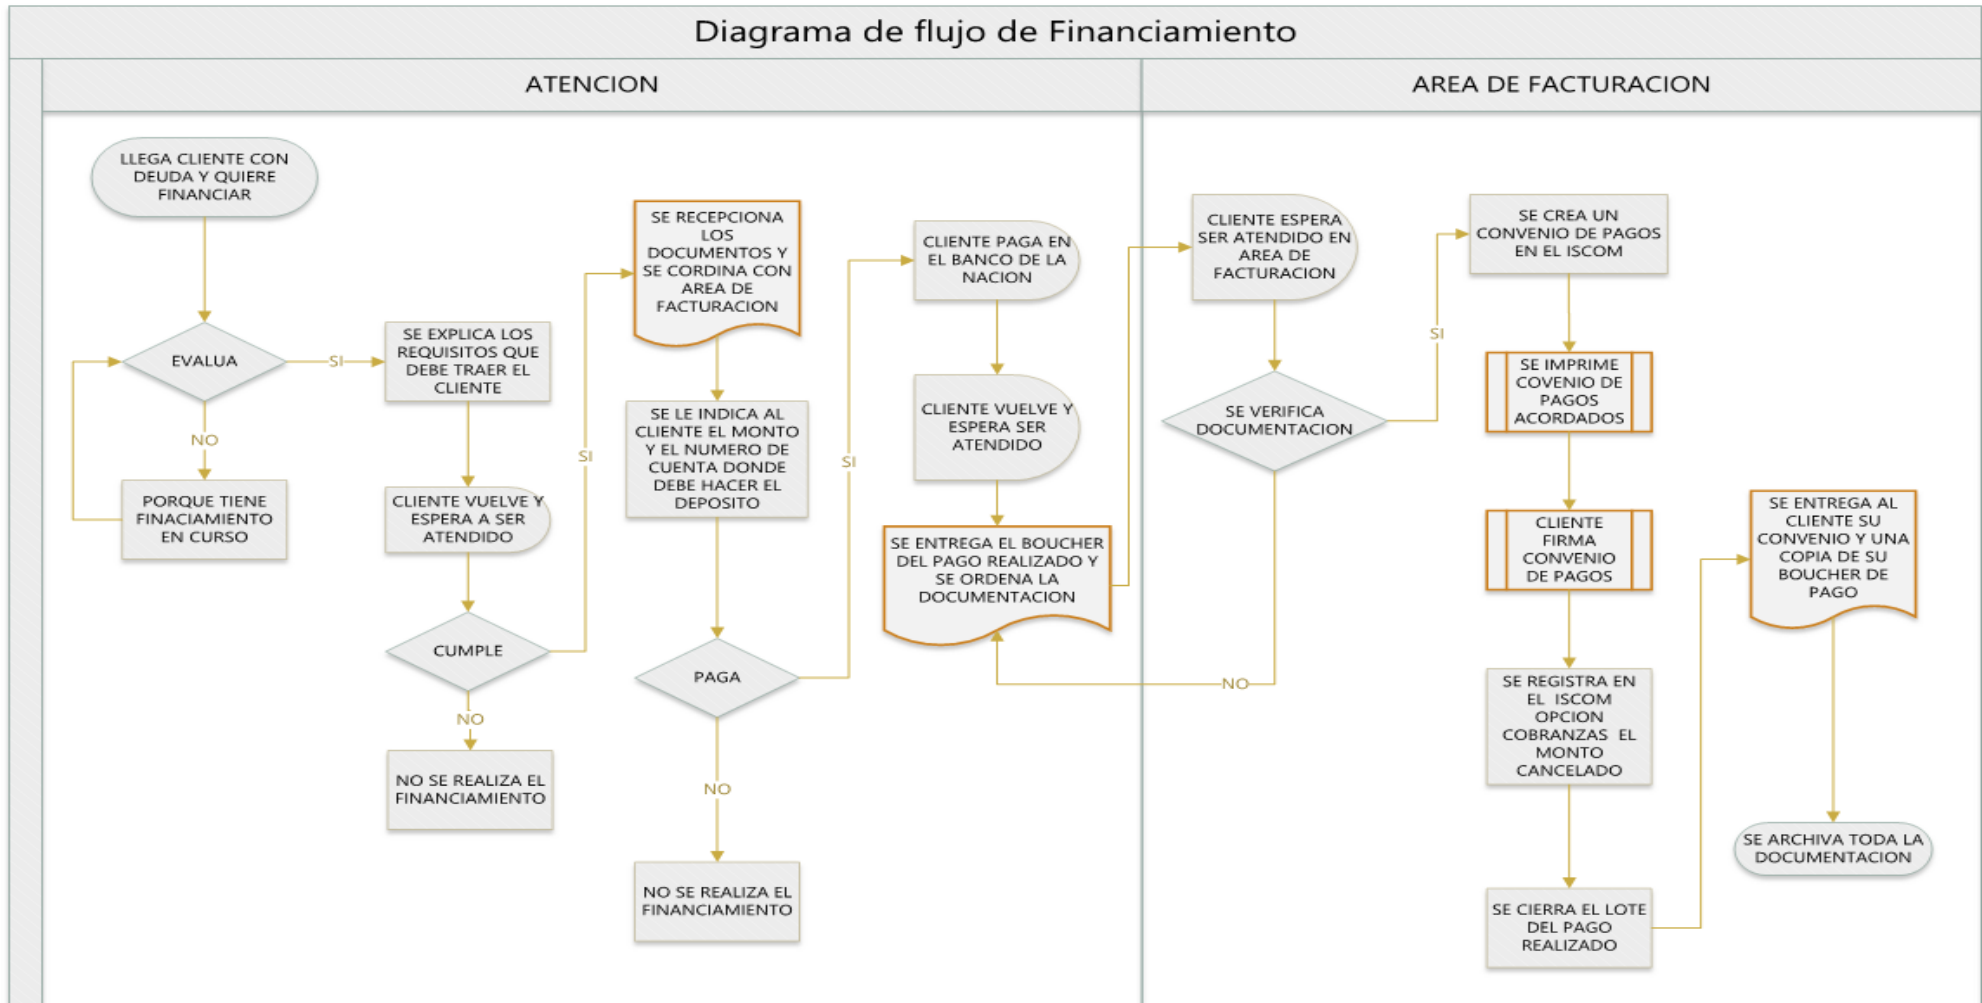 Diagrama de flujo de Financiamiento
ATENCION
AREA DE FACTURACION
LLEGA CLIENTE CON
DEUDA Y QUIERE
FINANCIAR
EVALUA
SI
NO
PORQUE TIENE
FINACIAMIENTO
EN CURSO
SE EXPLICA LOS
REQUISITOS QUE
DEBE TRAER EL
CLIENTE
CLIENTE VUELVE Y
ESPERA A SER
ATENDIDO
CUMPLE
SI
NO
NO SE REALIZA EL
FINANCIAMIENTO
SE RECEPCIONA
LOS
DOCUMENTOS Y
SE CORDINA CON
AREA DE
FACTURACION
SE LE INDICA AL
CLIENTE EL MONTO
Y EL NUMERO DE
CUENTA DONDE
DEBE HACER EL
DEPOSITO
PAGA
SI
NO
NO SE REALIZA EL
FINANCIAMIENTO
CLIENTE PAGA EN
EL BANCO DE LA
NACION
CLIENTE VUELVE Y
ESPERA SER
ATENDIDO
SE ENTREGA EL BOUCHER
DEL PAGO REALIZADO Y
SE ORDENA LA
DOCUMENTACION
CLIENTE ESPERA
SER ATENDIDO EN
AREA DE
FACTURACION
SE VERIFICA
DOCUMENTACION
SI
NO
SE CREA UN
CONVENIO DE PAGOS
EN EL ISCOM
SE IMPRIME
COVENIO DE
PAGOS
ACORDADOS
CLIENTE
FIRMA
CONVENIO
DE PAGOS
SE REGISTRA EN
EL ISCOM
OPCION
COBRANZAS EL
MONTO
CANCELADO
SE CIERRA EL LOTE
DEL PAGO
REALIZADO
SE ENTREGA AL
CLIENTE SU
CONVENIO Y UNA
COPIA DE SU
BOUCHER DE
PAGO
SE ARCHIVA TODA LA
DOCUMENTACION